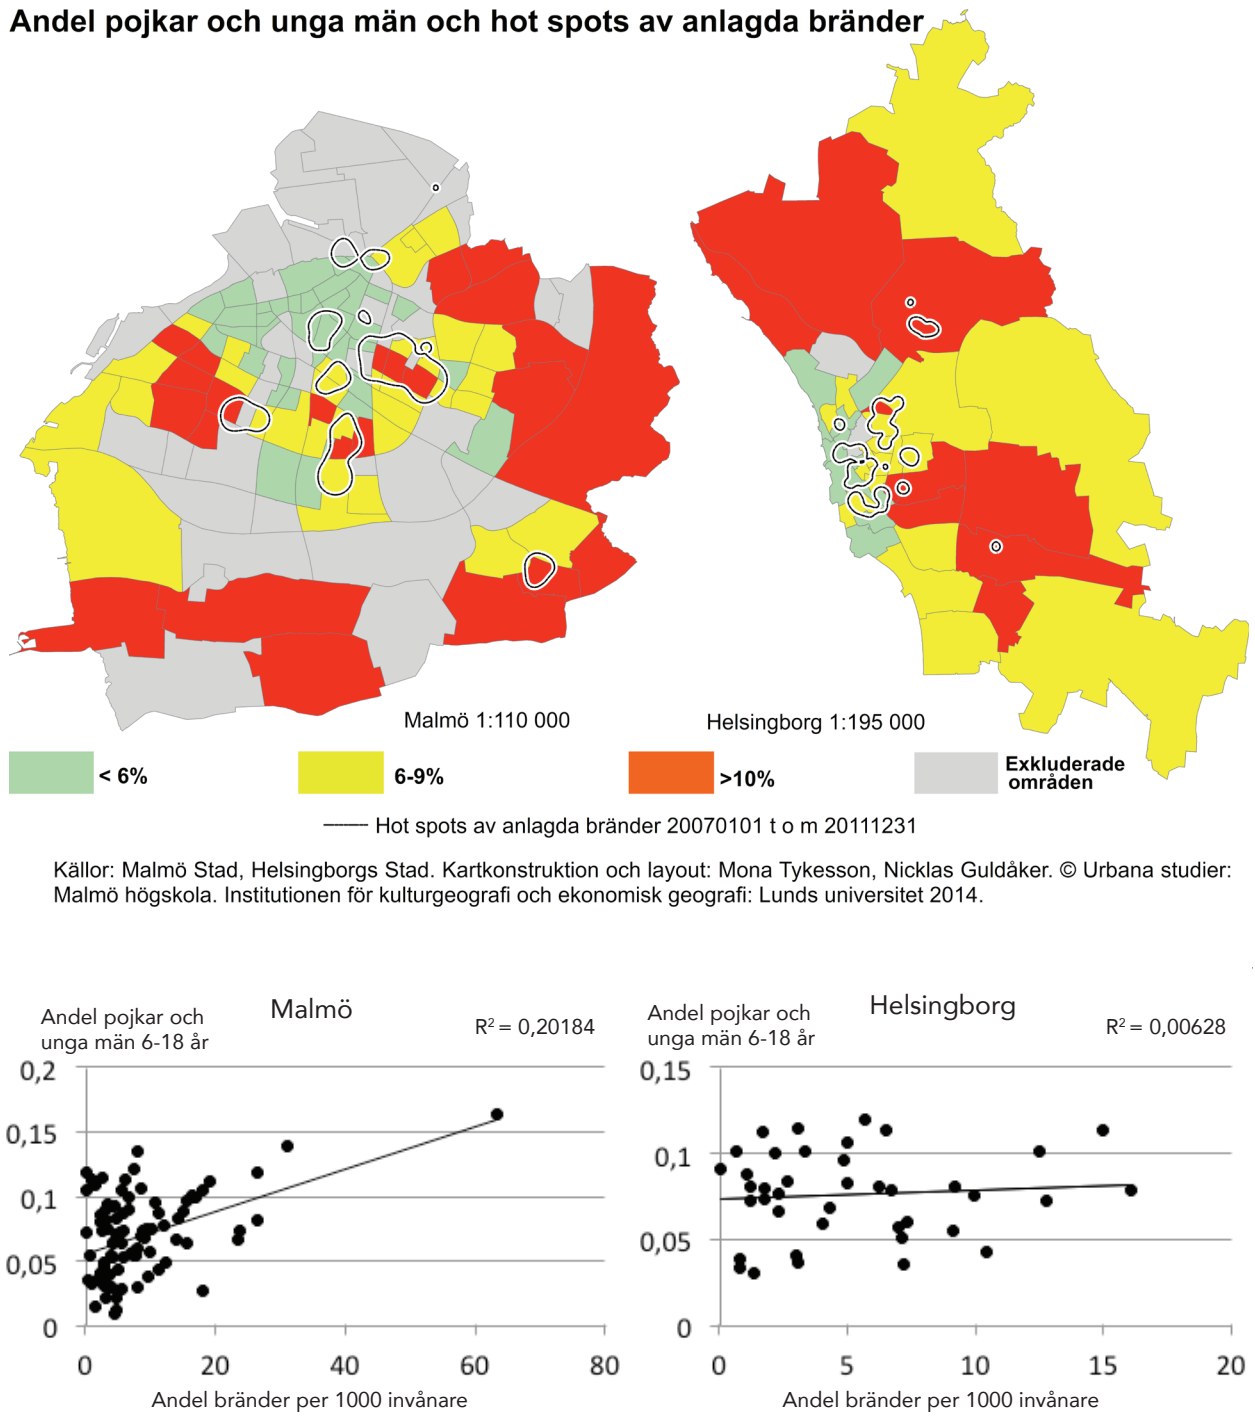 Andel pojkar och unga män och hot spots av anlagda bränder
Malmö 1:110 000
Helsingborg 1:195 000
< 6%
6-9%
>10%
Exkluderade
områden
Hot spots av anlagda bränder 20070101 t o m 20111231
Källor: Malmö Stad, Helsingborgs Stad. Kartkonstruktion och layout: Mona Tykesson, Nicklas Guldåker. © Urbana studier:
Malmö högskola. Institutionen för kulturgeografi och ekonomisk geografi: Lunds universitet 2014.
Andel pojkar och
unga män 6-18 år
Malmö
R² = 0,20184
0,2
0,15
0,1
0,05
0
0 20 40 60 80
Andel bränder per 1000 invånare
Andel pojkar och
unga män 6-18 år
Helsingborg
R² = 0,00628
0,15
0,1
0,05
0
0 5 10 15 20
Andel bränder per 1000 invånare